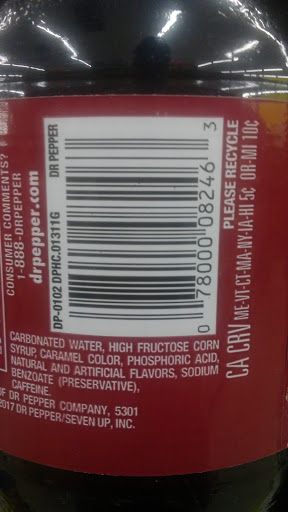 CONSUMER COMMENTS?
1-888-DRPEPPER
drpepper.com
DP-0102 DPHC.01311G DR PEPPER
0 78000 08246 3
PLEASE RECYCLE
CA CRV ME-VT-CT-MA-NY-IA-HI 5¢ OR-MI 10¢
CARBONATED WATER, HIGH FRUCTOSE CORN
SYRUP, CARAMEL COLOR, PHOSPHORIC ACID,
NATURAL AND ARTIFICIAL FLAVORS, SODIUM
BENZOATE (PRESERVATIVE),
CAFFEINE.
OF DR PEPPER COMPANY, 5301
2017 DR PEPPER/SEVEN UP, INC.